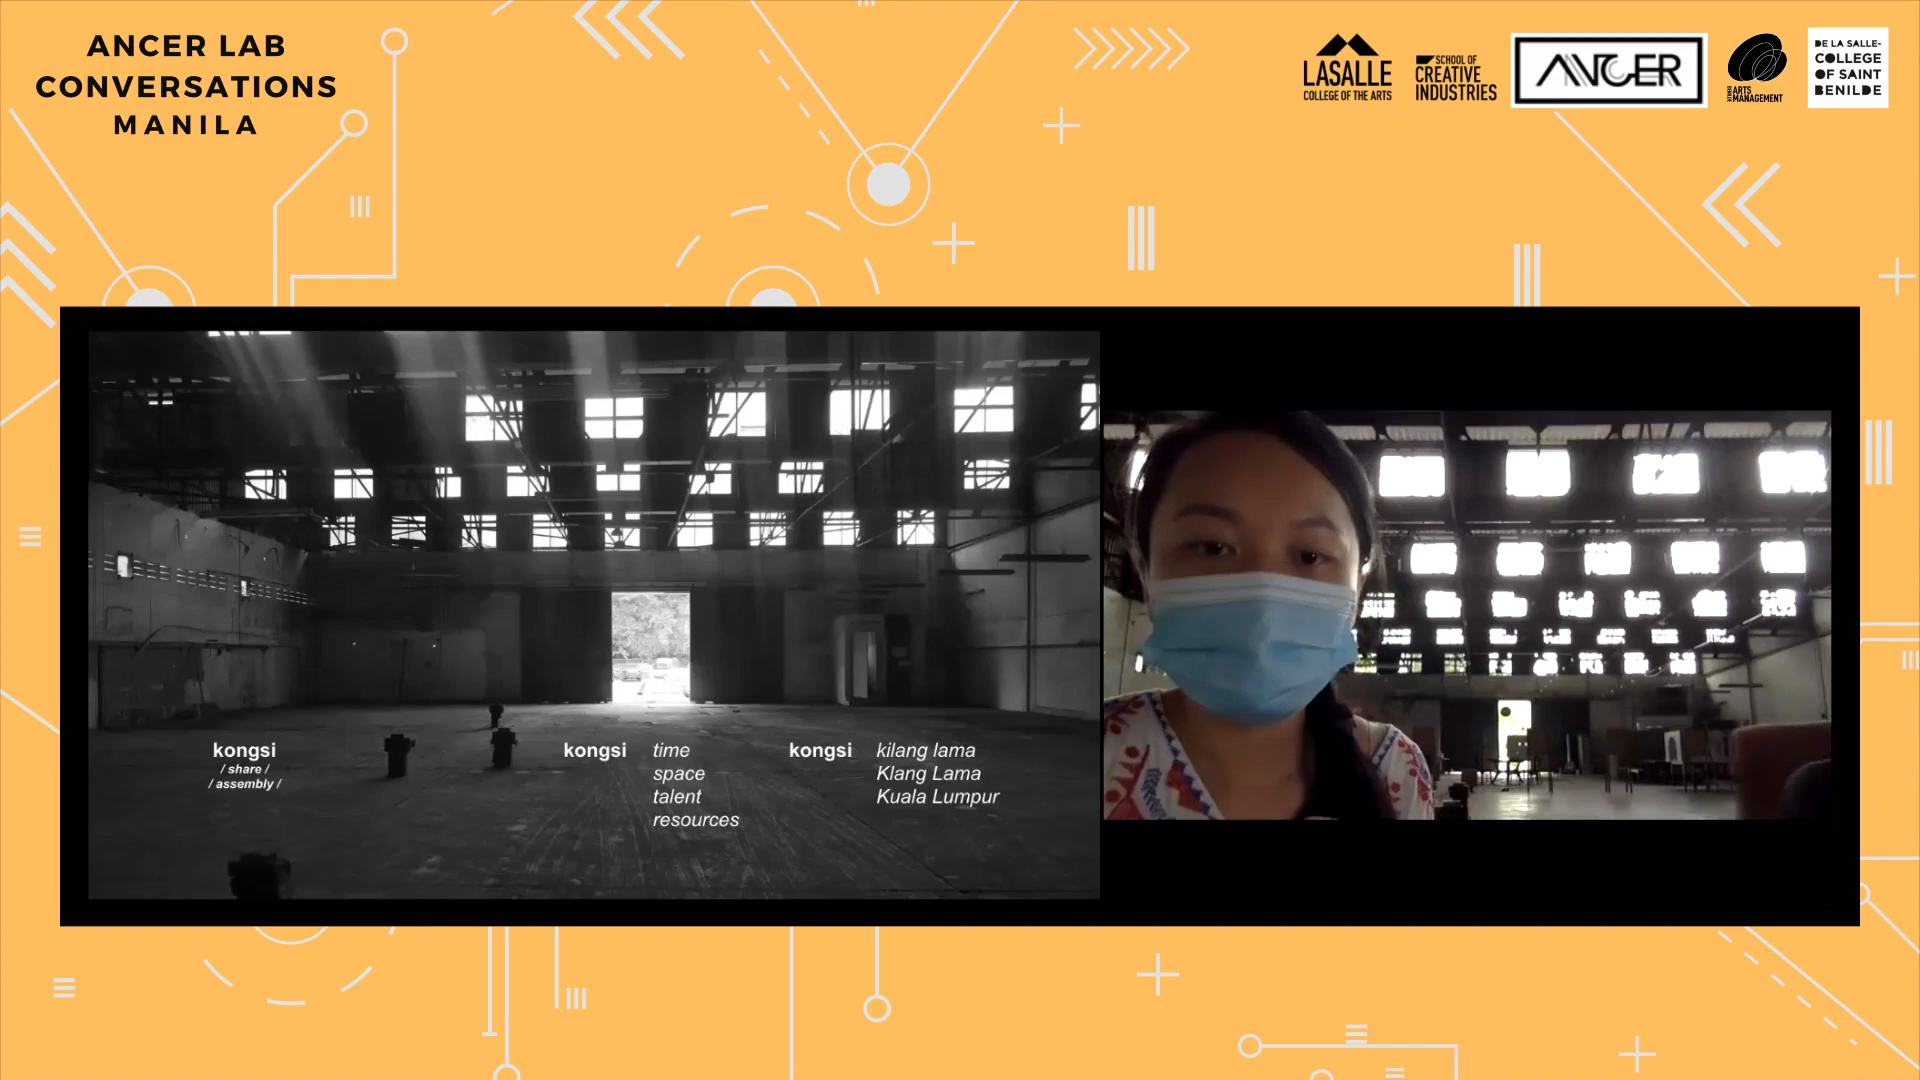 ANCER LAB
CONVERSATIONS
MANILA
LASALLE
COLLEGE OF THE ARTS
SCHOOL OF
CREATIVE
INDUSTRIES
ANCER
ARTS
MANAGEMENT
DE LA SALLE-
COLLEGE
OF SAINT
BENILDE
kongsi
/ share /
/ assembly /
kongsi
time
space
talent
resources
kongsi
kilang lama
Klang Lama
Kuala Lumpur